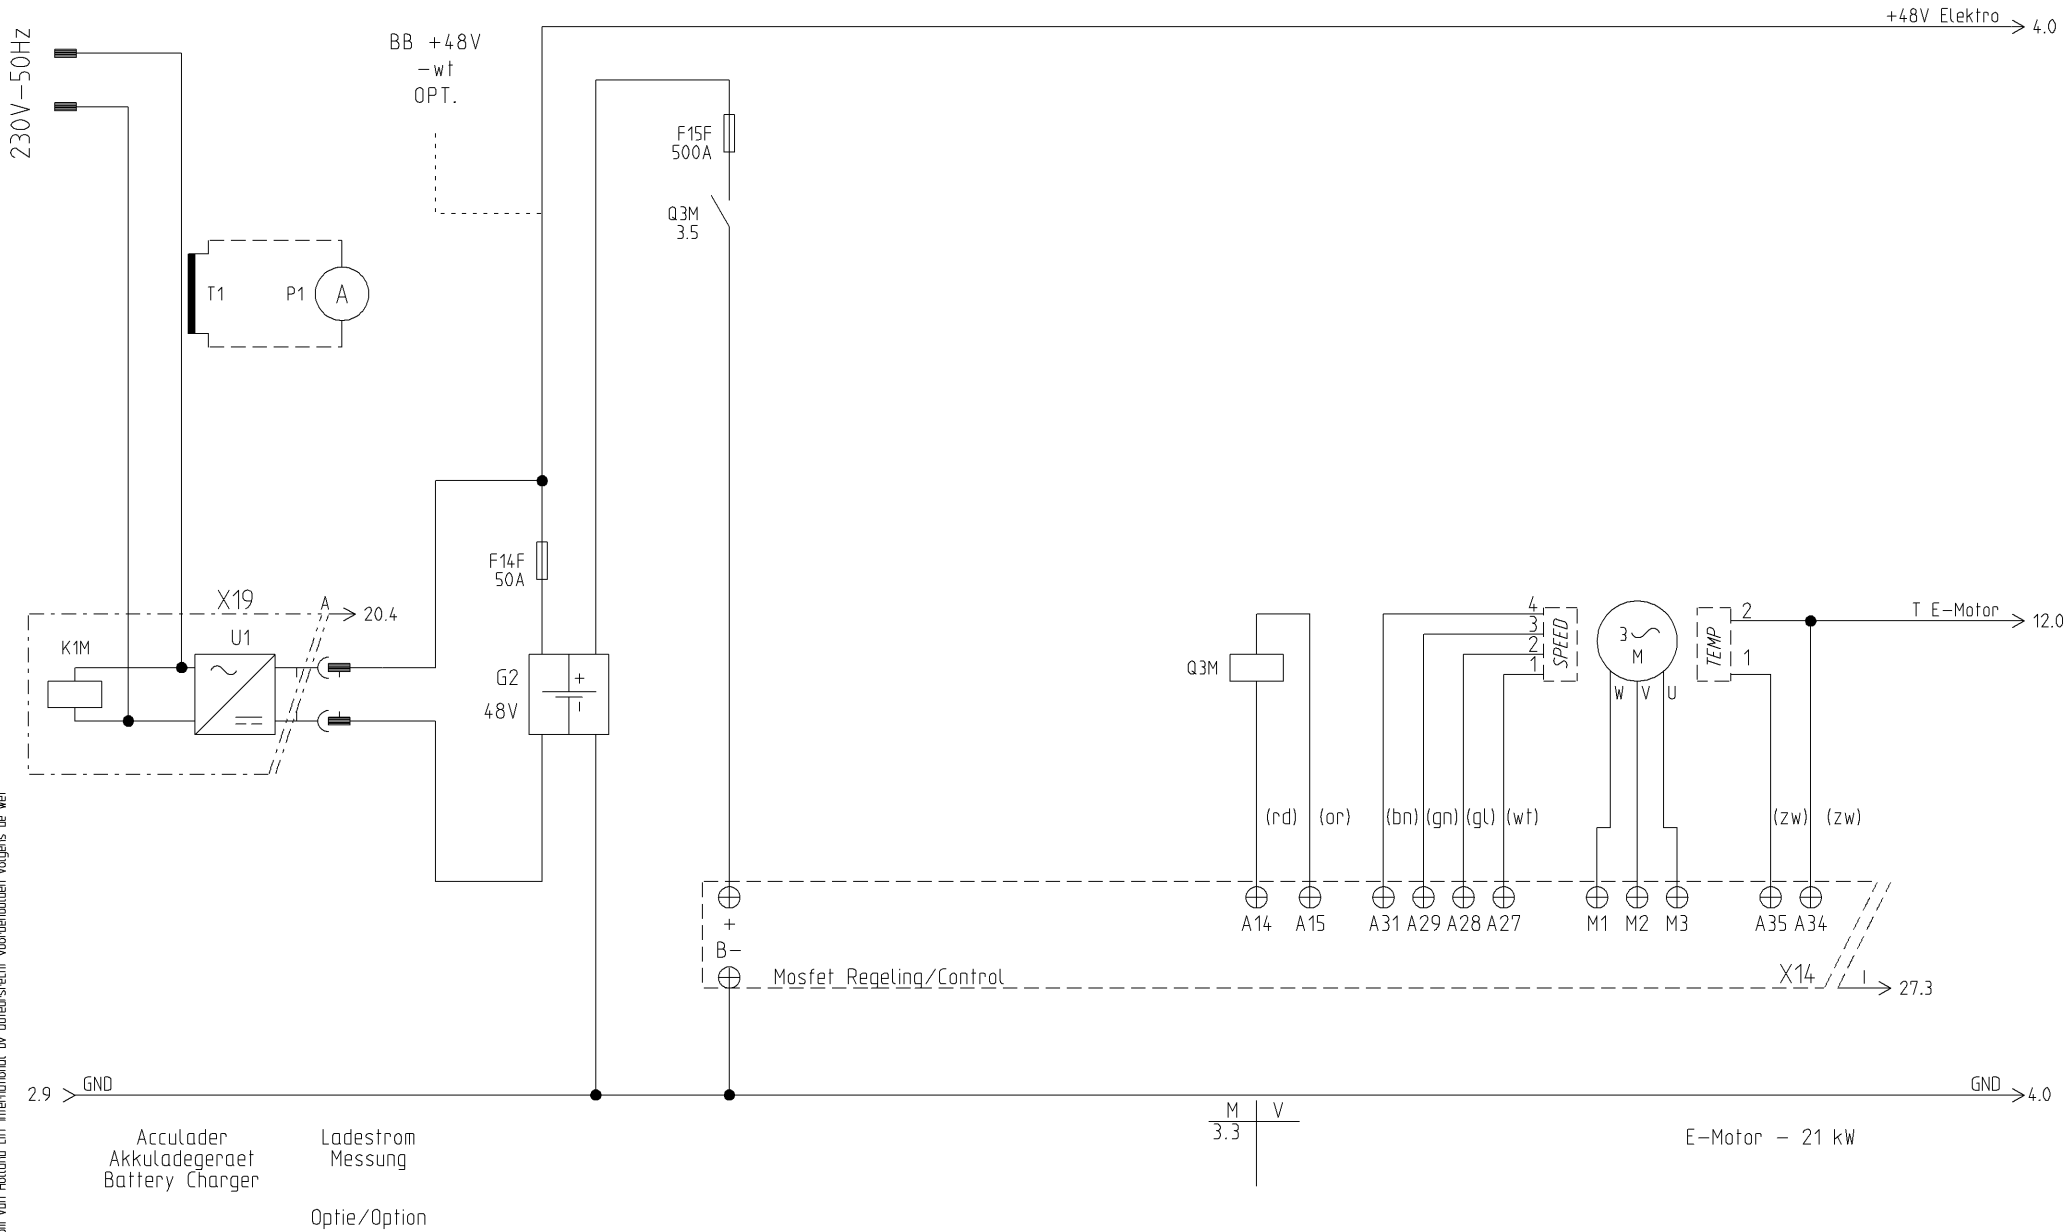 +48V Elektro
4.0
230V-50Hz
BB +48V
-wt
OPT.
F15F
500A
Q3M
3.5
T1
P1
A
F14F
50A
X19
A
20.4
K1M
U1
G2
48V
+
-
Q3M
4
3
2
1
SPEED
3
M
W
V
U
TEMP
2
1
T E-Motor
12.0
(rd)
(or)
(bn)
(gn)
(gl)
(wt)
(zw)
(zw)
A14
A15
A31
A29
A28
A27
M1
M2
M3
A35
A34
+
B-
Mosfet Regeling/Control
X14
I
27.3
2.9
GND
GND
4.0
M
V
3.3
Acculader
Akkuladegeraet
Battery Charger
Ladestrom
Messung
Optie/Option
E-Motor - 21 kW